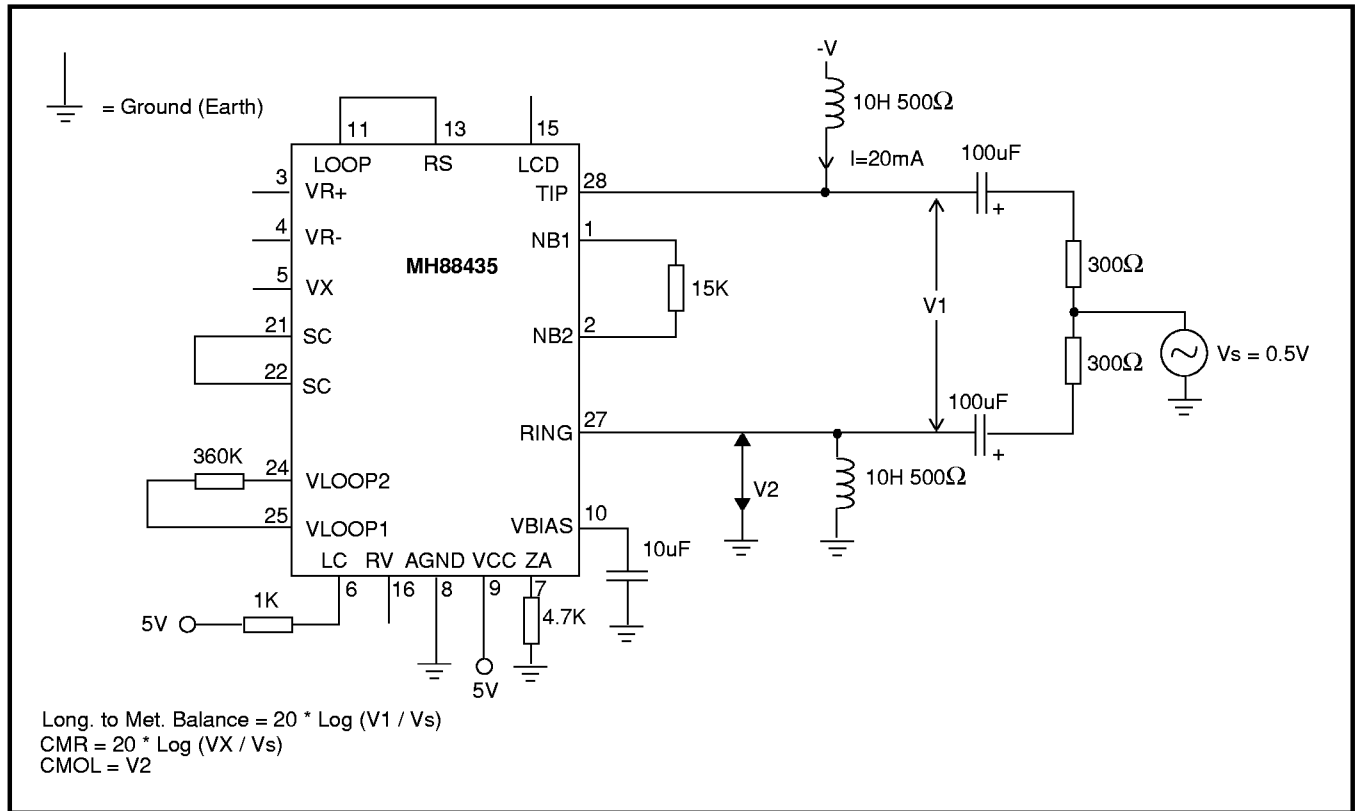 -V
10H 500Ω
= Ground (Earth)
11
13
15
I=20mA
100uF
LOOP
RS
LCD
3
VR+
TIP
28
+
4
VR-
NB1
1
MH88435
300Ω
5
VX
15K
V1
21
SC
NB2
2
300Ω
Vs = 0.5V
22
SC
100uF
RING
27
+
360K
24
VLOOP2
V2
10H 500Ω
25
VLOOP1
VBIAS
10
LC
RV
AGND
VCC
ZA
10uF
6
16
8
9
7
1K
4.7K
5V
5V
Long. to Met. Balance = 20 * Log (V1 / Vs)
CMR = 20 * Log (VX / Vs)
CMOL = V2